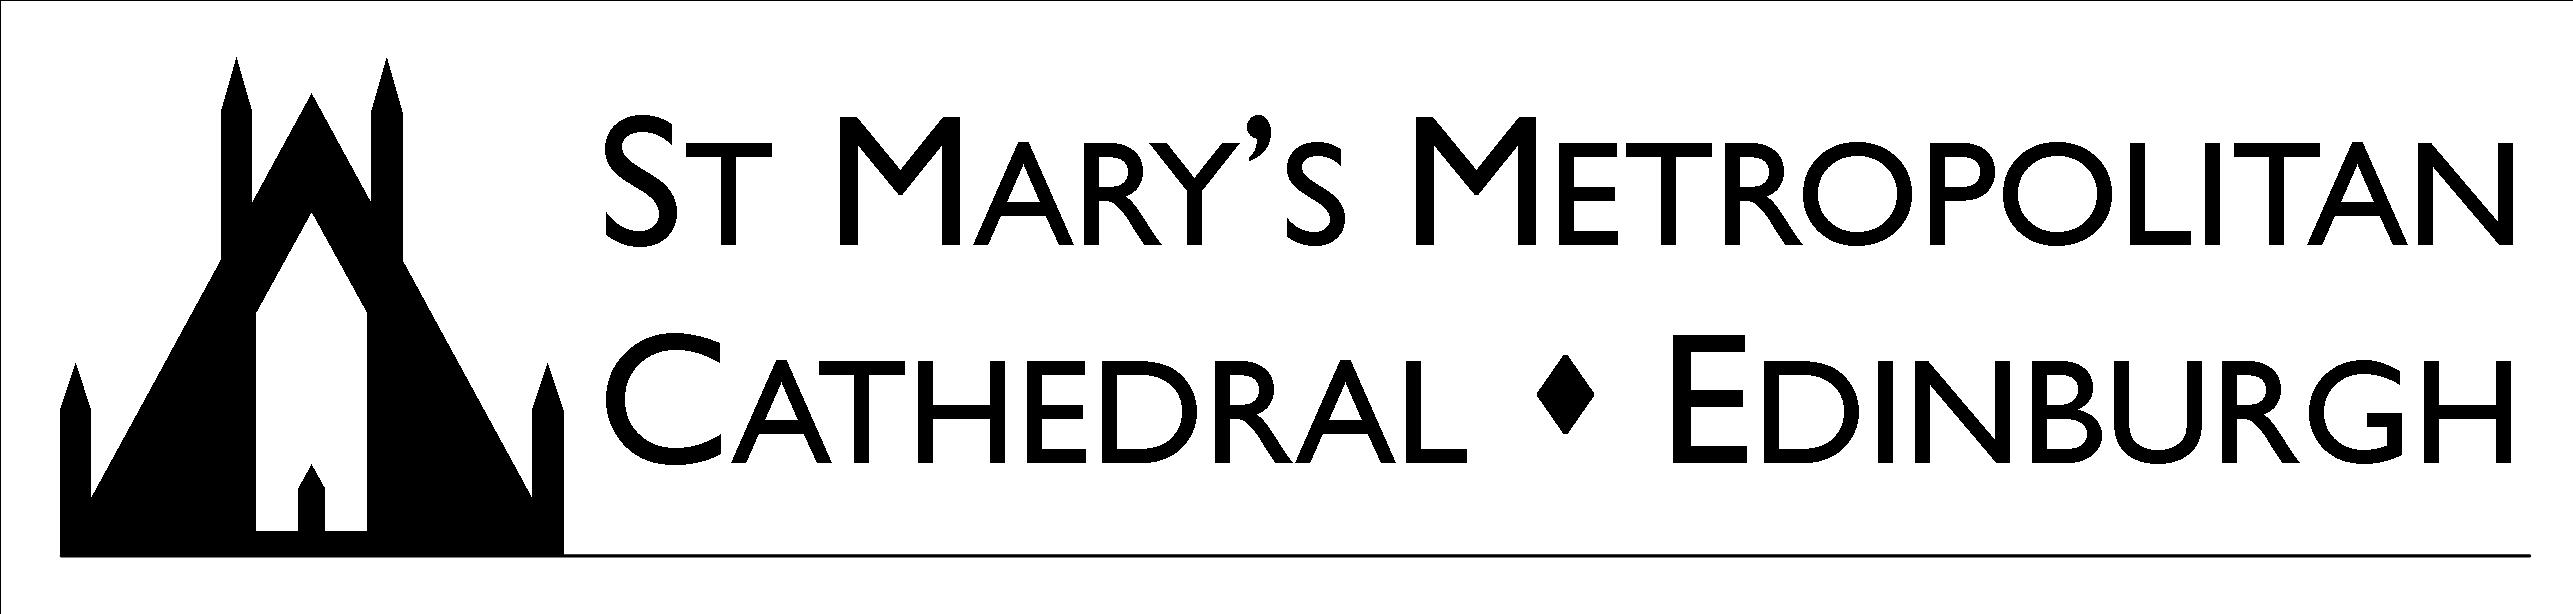 St Mary’s Metropolitan
Cathedral ♦ Edinburgh